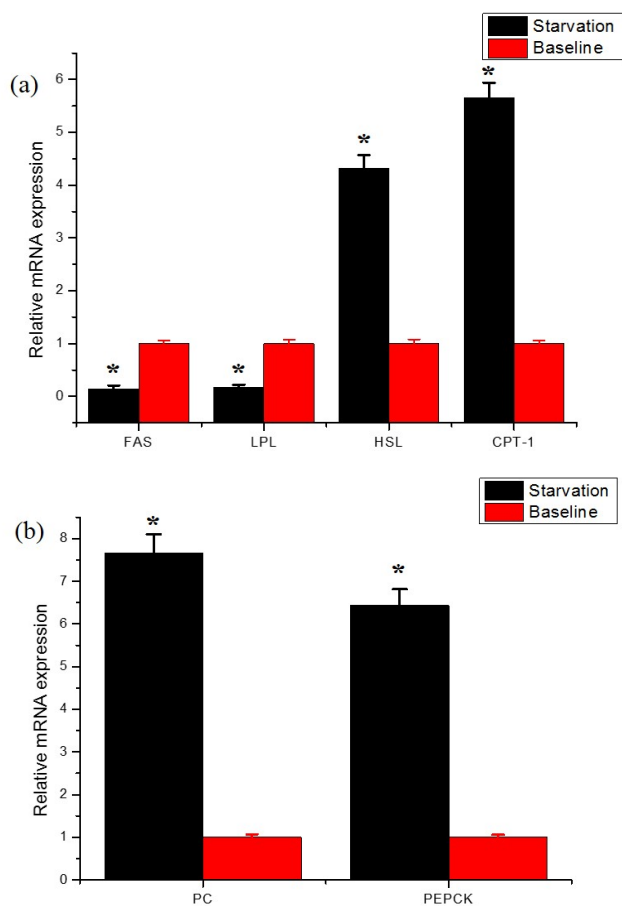 Starvation
Baseline
(a)
Relative mRNA expression
6
5
4
3
2
1
0
* * * *
FAS LPL HSL CPT-1
Starvation
Baseline
(b)
Relative mRNA expression
8
7
6
5
4
3
2
1
0
* *
PC PEPCK